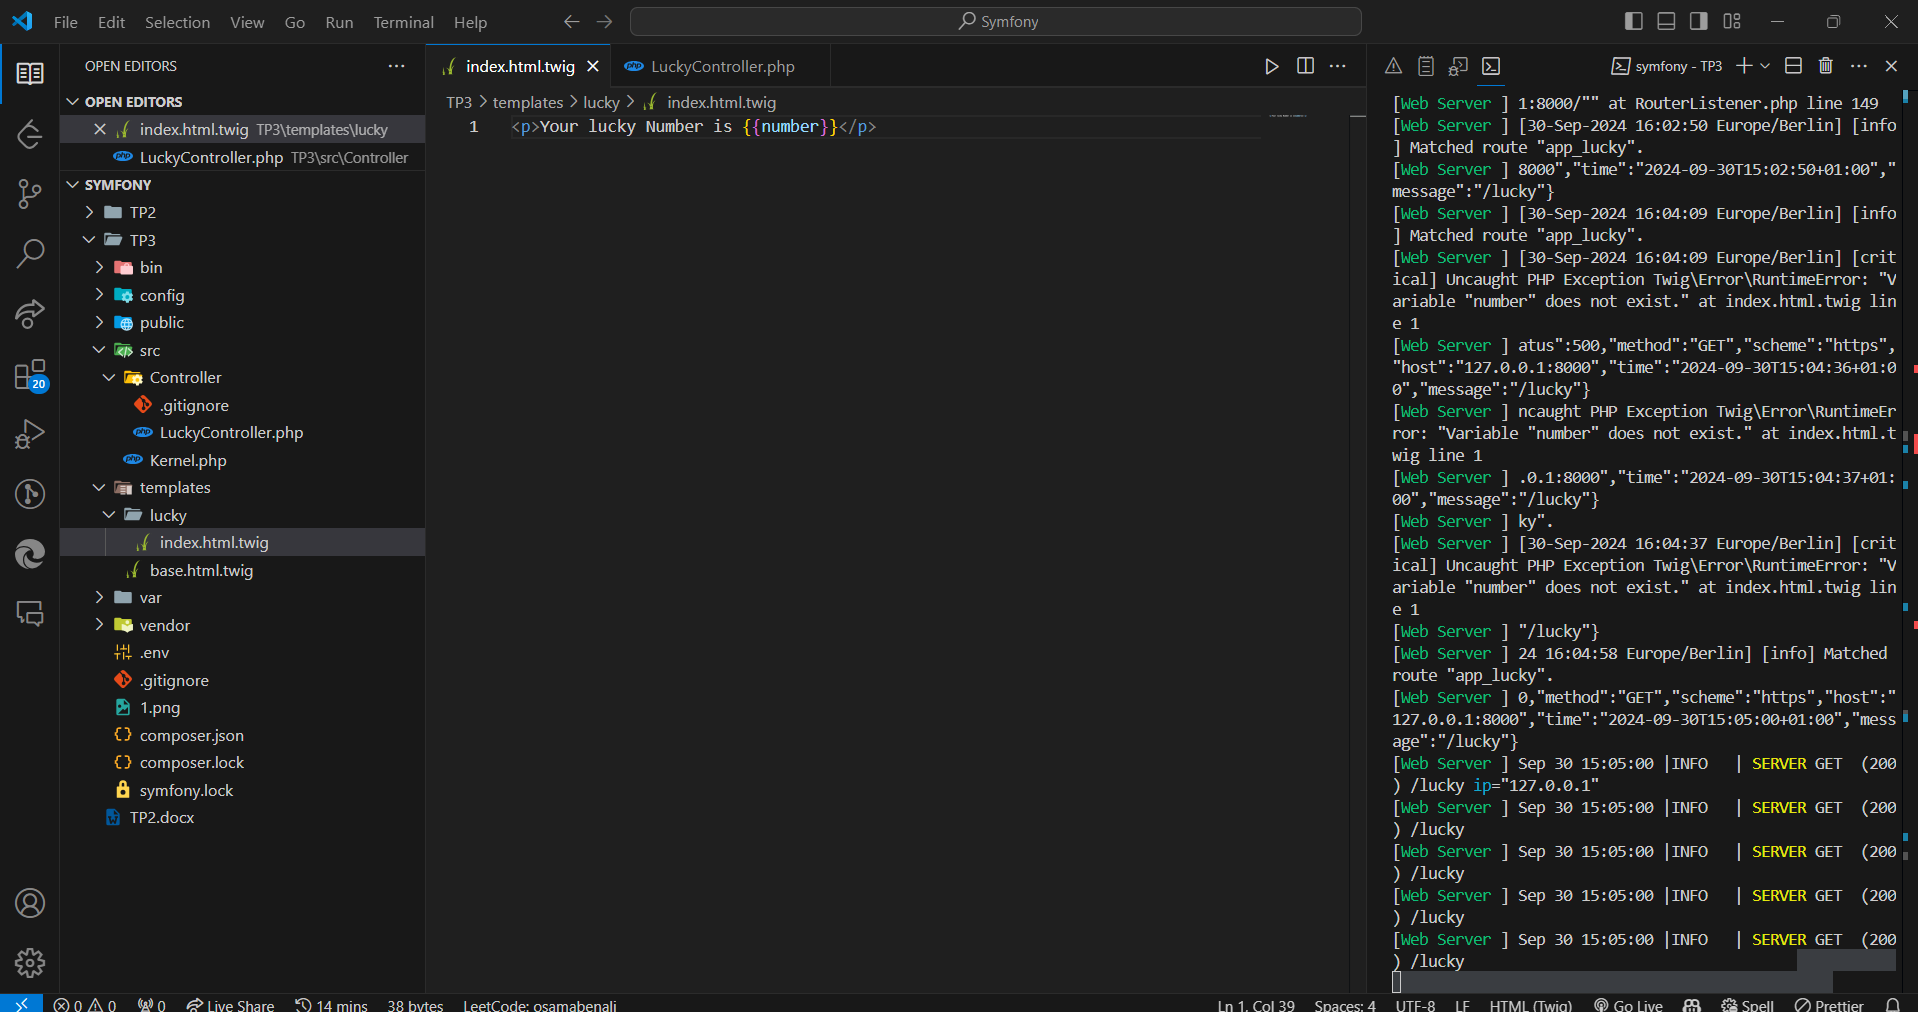 File Edit Selection View Go Run Terminal Help
Symfony
OPEN EDITORS
OPEN EDITORS
index.html.twig TP3\templates\lucky
LuckyController.php TP3\src\Controller
SYMFONY
TP2
TP3
bin
config
public
src
Controller
.gitignore
LuckyController.php
Kernel.php
templates
lucky
index.html.twig
base.html.twig
var
vendor
.env
.gitignore
1.png
composer.json
composer.lock
symfony.lock
TP2.docx
20
index.html.twig
LuckyController.php
TP3 > templates > lucky > index.html.twig
1 <p>Your lucky Number is {{number}}</p>
symfony - TP3
[Web Server ] 1:8000/"" at RouterListener.php line 149
[Web Server ] [30-Sep-2024 16:02:50 Europe/Berlin] [info
] Matched route "app_lucky".
[Web Server ] 8000","time":"2024-09-30T15:02:50+01:00","
message":"/lucky"}
[Web Server ] [30-Sep-2024 16:04:09 Europe/Berlin] [info
] Matched route "app_lucky".
[Web Server ] [30-Sep-2024 16:04:09 Europe/Berlin] [crit
ical] Uncaught PHP Exception Twig\Error\RuntimeError: "V
ariable "number" does not exist." at index.html.twig lin
e 1
[Web Server ] atus":500,"method":"GET","scheme":"https",
"host":"127.0.0.1:8000","time":"2024-09-30T15:04:36+01:0
0","message":"/lucky"}
[Web Server ] ncaught PHP Exception Twig\Error\RuntimeEr
ror: "Variable "number" does not exist." at index.html.t
wig line 1
[Web Server ] .0.1:8000","time":"2024-09-30T15:04:37+01:
00","message":"/lucky"}
[Web Server ] ky".
[Web Server ] [30-Sep-2024 16:04:37 Europe/Berlin] [crit
ical] Uncaught PHP Exception Twig\Error\RuntimeError: "V
ariable "number" does not exist." at index.html.twig lin
e 1
[Web Server ] "/lucky"}
[Web Server ] 24 16:04:58 Europe/Berlin] [info] Matched
route "app_lucky".
[Web Server ] 0,"method":"GET","scheme":"https","host":"
127.0.0.1:8000","time":"2024-09-30T15:05:00+01:00","mess
age":"/lucky"}
[Web Server ] Sep 30 15:05:00 |INFO   | SERVER GET  (200
) /lucky ip="127.0.0.1"
[Web Server ] Sep 30 15:05:00 |INFO   | SERVER GET  (200
) /lucky
[Web Server ] Sep 30 15:05:00 |INFO   | SERVER GET  (200
) /lucky
[Web Server ] Sep 30 15:05:00 |INFO   | SERVER GET  (200
) /lucky
[Web Server ] Sep 30 15:05:00 |INFO   | SERVER GET  (200
) /lucky
0 0 0 Live Share 14 mins 38 bytes LeetCode: osamabenali
Ln 1, Col 39 Spaces: 4 UTF-8 LF HTML (Twig) Go Live Spell Prettier